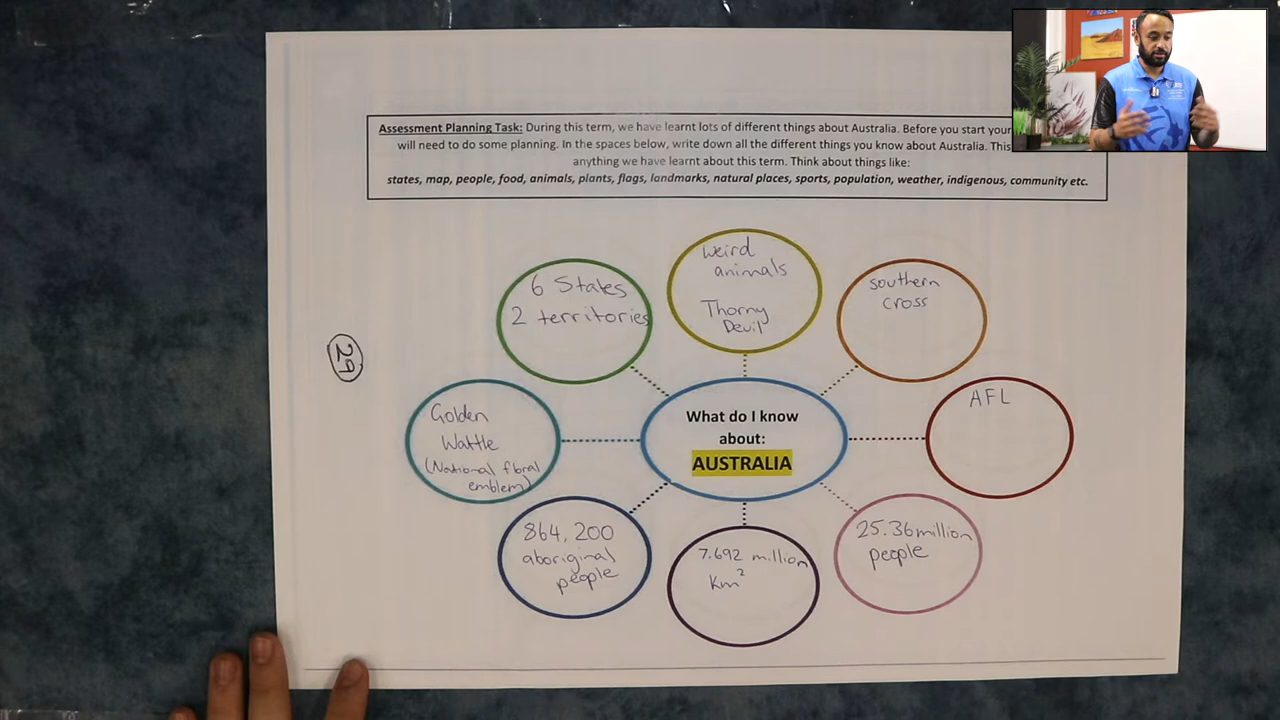 Assessment Planning Task: During this term, we have learnt lots of different things about Australia. Before you start your
will need to do some planning. In the spaces below, write down all the different things you know about Australia. This
anything we have learnt about this term. Think about things like:
states, map, people, food, animals, plants, flags, landmarks, natural places, sports, population, weather, indigenous, community etc.
weird
animals
Thorny
Devil
6 States
2 territories
southern
cross
29
Golden
Wattle
(National floral
emblem)
What do I know
about:
AUSTRALIA
AFL
864,200
aboriginal
people
7.692 million
Km²
25.36 million
people